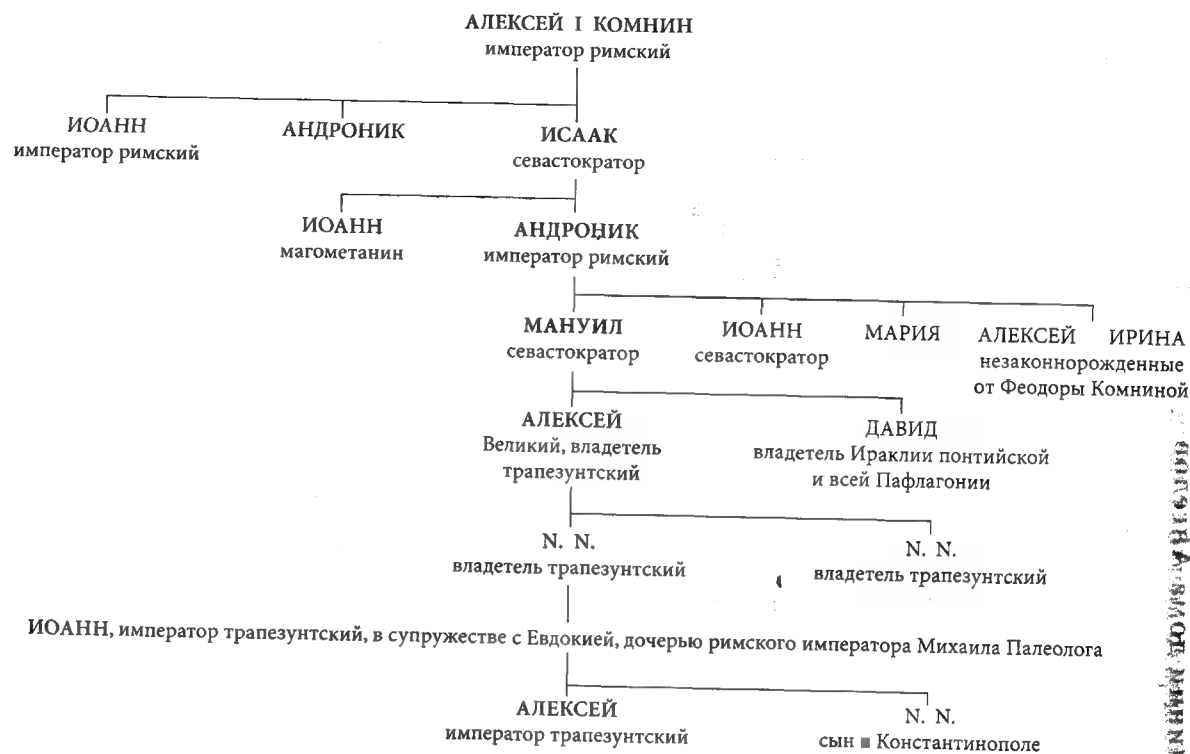 АЛЕКСЕЙ I КОМНИН
император римский
ИОАНН
император римский
АНДРОНИК
ИСААК
севастократор
ИОАНН
магометанин
АНДРОНИК
император римский
МАНУИЛ
севастократор
ИОАНН
севастократор
МАРИЯ
АЛЕКСЕЙ ИРИНА
незаконнорожденные
от Феодоры Комниной
АЛЕКСЕЙ
Великий, владетель
трапезунтский
ДАВИД
владетель Ираклии понтийской
и всей Пафлагонии
N. N.
владетель трапезунтский
N. N.
владетель трапезунтский
ИОАНН, император трапезунтский, в супружестве с Евдокией, дочерью римского императора Михаила Палеолога
АЛЕКСЕЙ
император трапезунтский
N. N.
сын ■ Константинополе